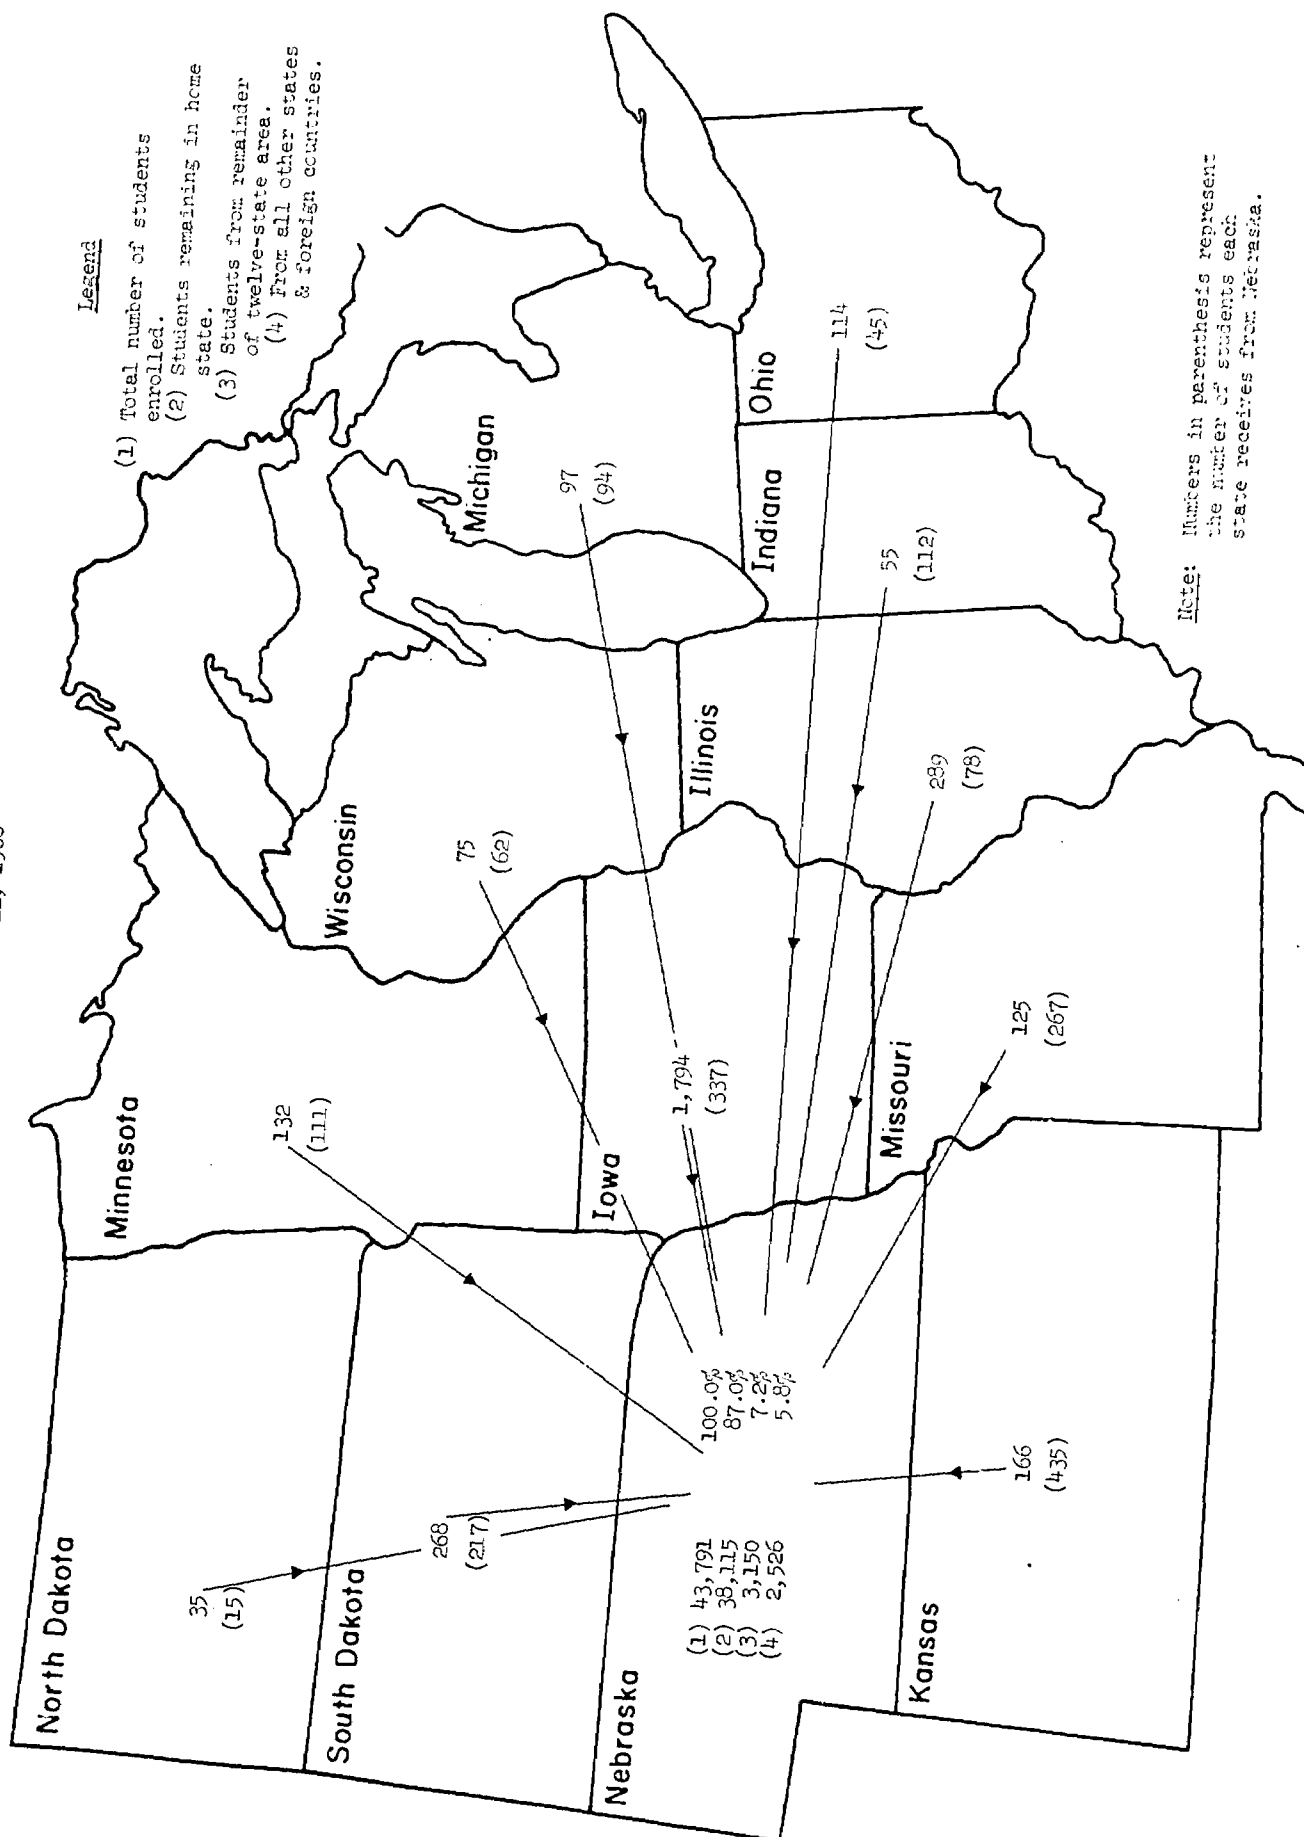 Legend
(1) Total number of students
enrolled.
(2) Students remaining in home
state.
(3) Students from remainder
of twelve-state area.
(4) From all other states
& foreign countries.
North Dakota
35
(15)
Minnesota
132
(111)
South Dakota
268
(217)
Wisconsin
75
(62)
Michigan
97
(94)
Nebraska
(1) 43,791 100.0%
(2) 38,115 87.0%
(3) 3,150 7.2%
(4) 2,526 5.8%
Iowa
1,794
(337)
Illinois
289
(78)
Indiana
55
(112)
Ohio
114
(45)
Kansas
166
(435)
Missouri
125
(267)
Note: Numbers in parenthesis represent
the number of students each
state receives from Nebraska.